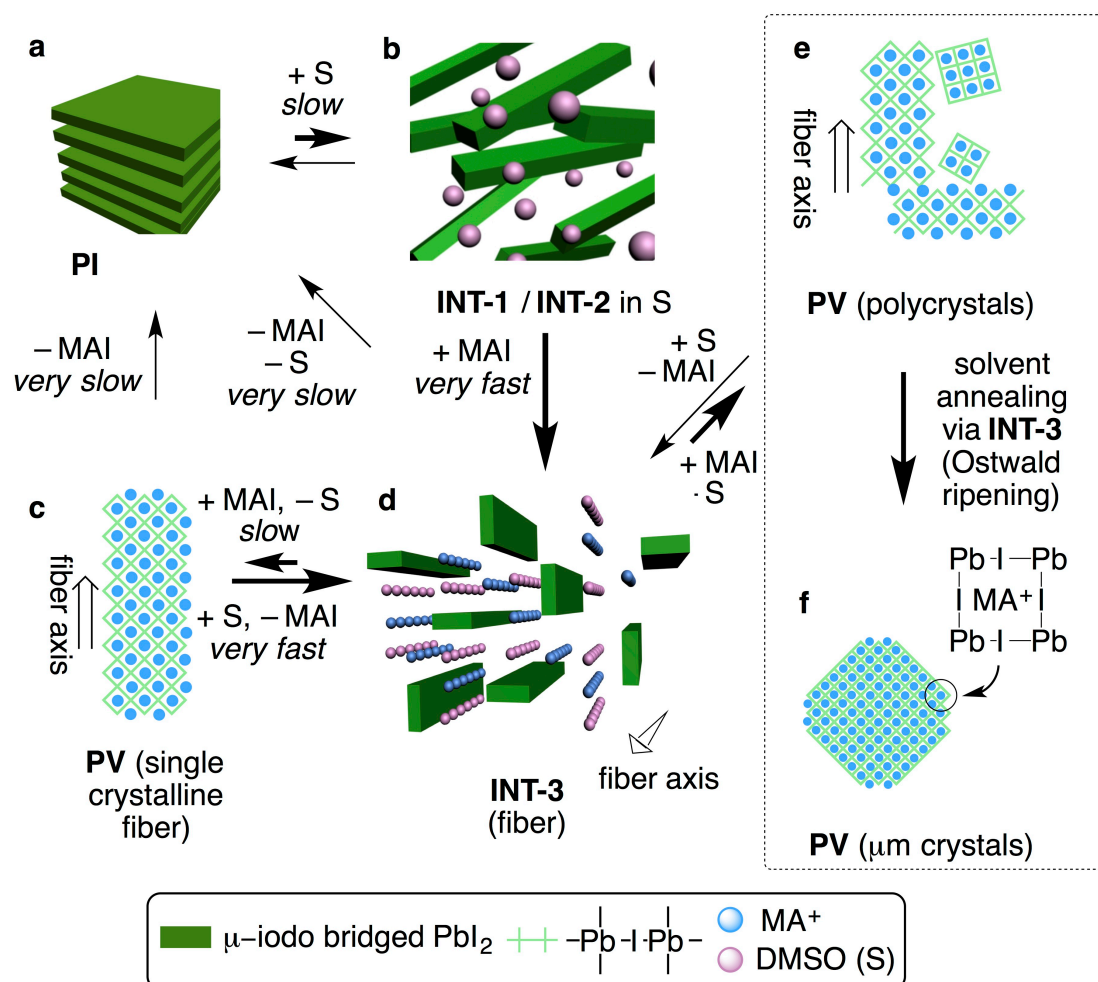 a
+ S
slow
PI
b
INT-1 / INT-2 in S
– MAI
very slow
– MAI
– S
very slow
+ MAI
very fast
+ S
– MAI
+ MAI
· S
c
fiber axis
+ MAI, – S
slow
+ S, – MAI
very fast
PV (single
crystalline
fiber)
d
fiber axis
INT-3
(fiber)
e
fiber axis
PV (polycrystals)
solvent
annealing
via INT-3
(Ostwald
ripening)
f
Pb-I—Pb
I MA⁺ I
Pb-I—Pb
PV (μm crystals)
μ–iodo bridged PbI₂
–Pb-I-Pb–
MA⁺
DMSO (S)